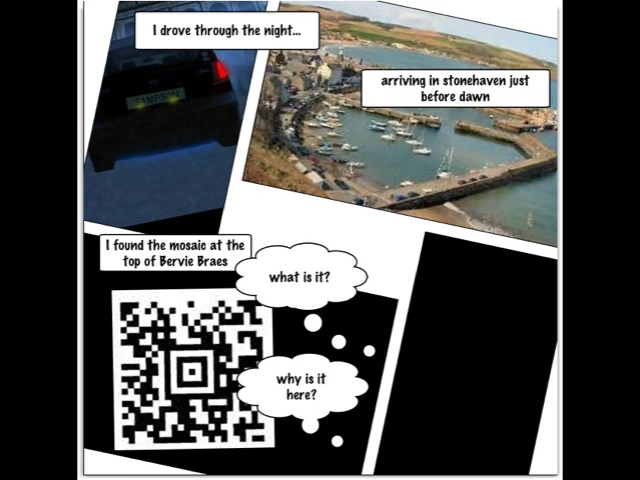 I drove through the night...
S1MPSON
arriving in stonehaven just
before dawn
I found the mosaic at the
top of Bervie Braes
what is it?
why is it
here?